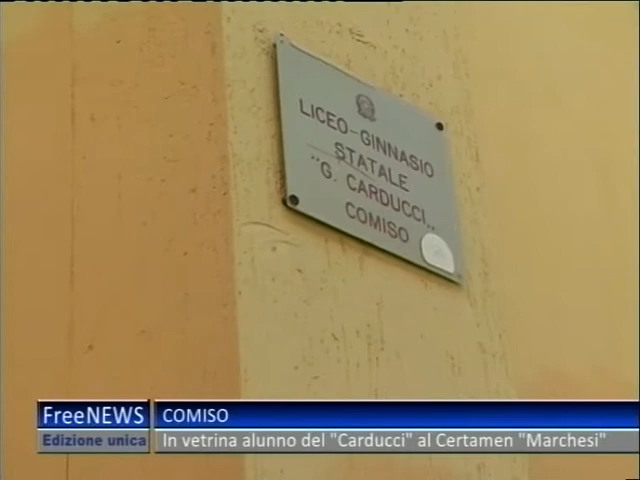 LICEO-GINNASIO
STATALE
"G. CARDUCCI„
COMISO
FreeNEWS
COMISO
Edizione unica
In vetrina alunno del "Carducci" al Certamen "Marchesi"